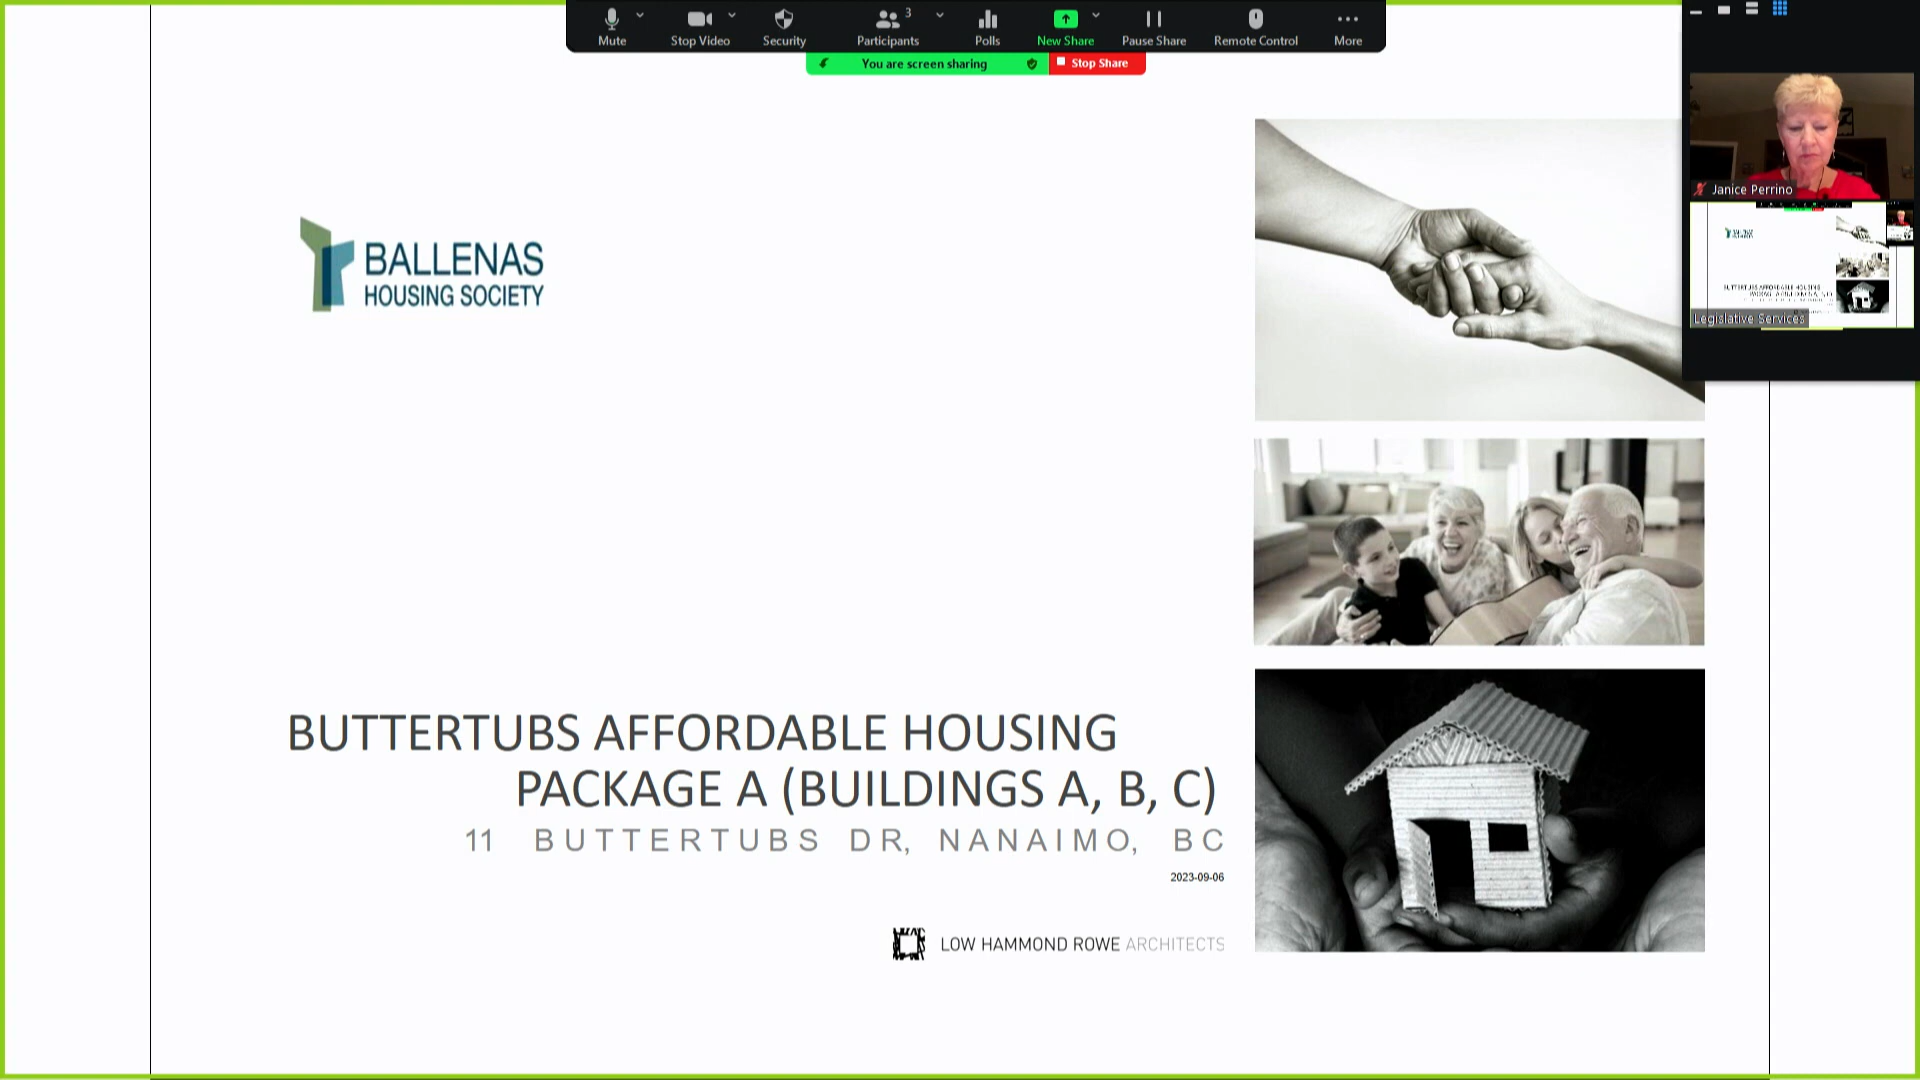 Mute
Stop Video
Security
Participants
3
Polls
New Share
Pause Share
Remote Control
More
You are screen sharing
Stop Share
Janice Perrino
Legislative Services
BALLENAS
HOUSING SOCIETY
BUTTERTUBS AFFORDABLE HOUSING
PACKAGE A (BUILDINGS A, B, C)
11 BUTTERTUBS DR, NANAIMO, BC
2023-09-06
LOW HAMMOND ROWE ARCHITECTS